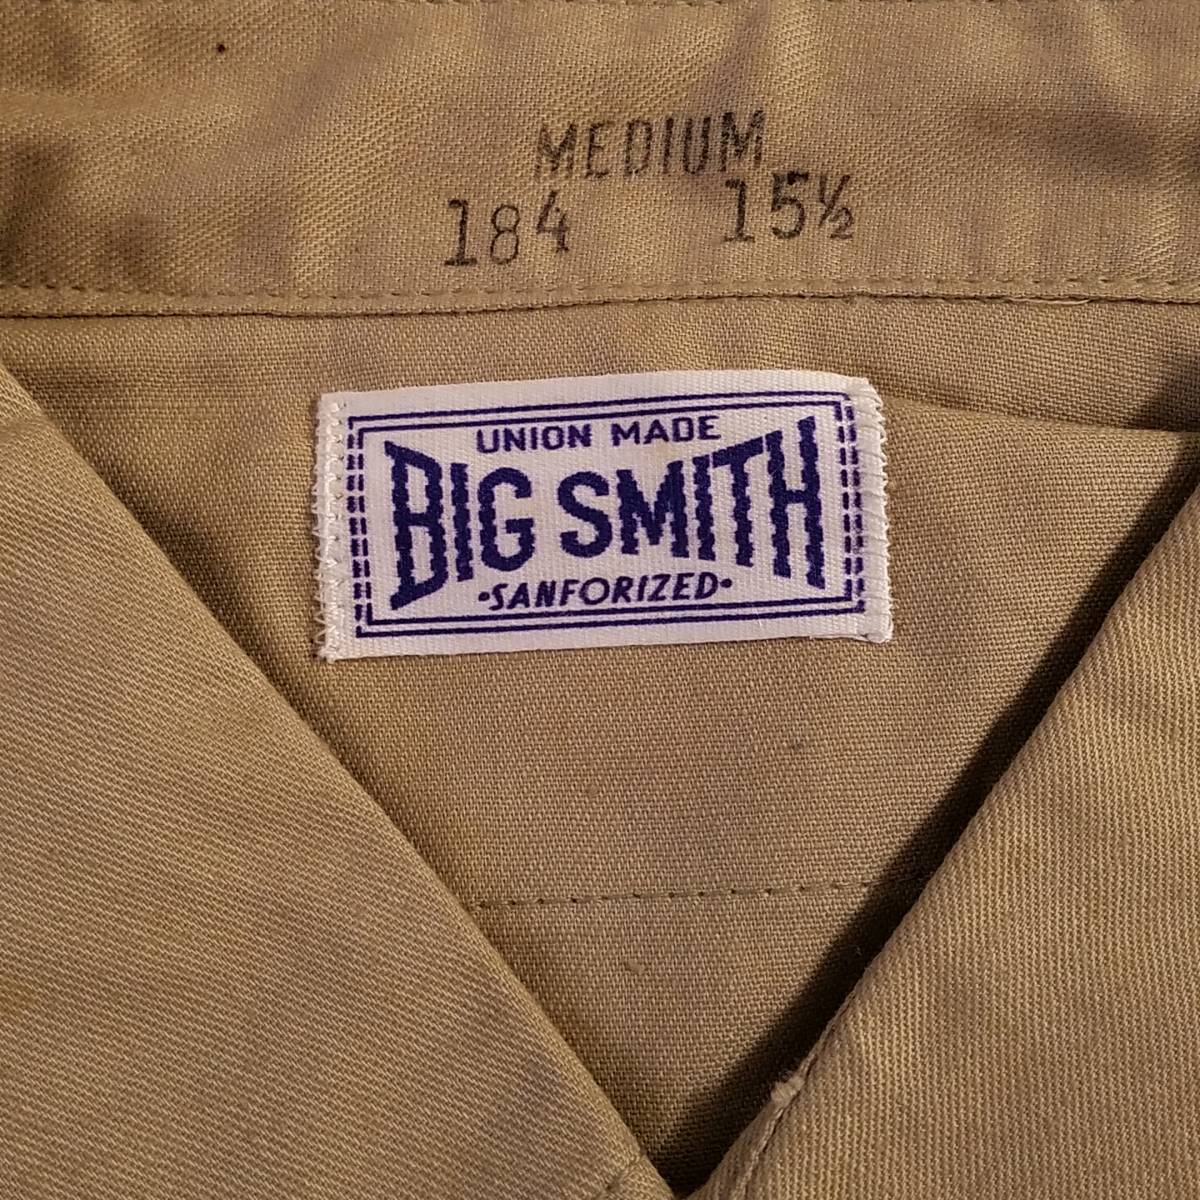 MEDIUM
184 15½
UNION MADE
BIG SMITH
•SANFORIZED•